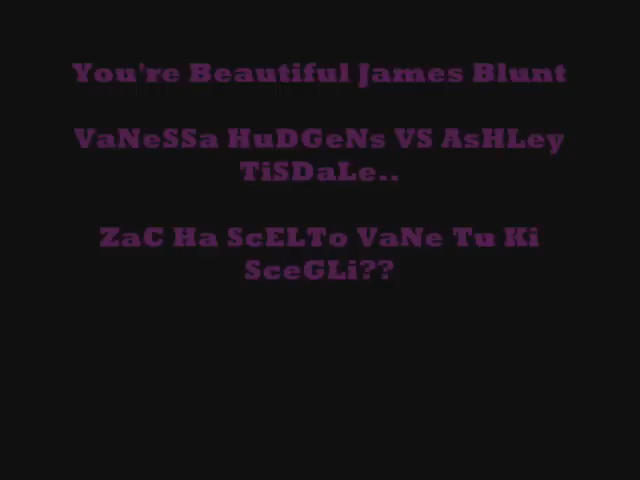 You're Beautiful James Blunt
VaNeSSa HuDGeNs VS AsHLey
TiSDaLe..
ZaC Ha ScELTo VaNe Tu Ki
SceGLi??